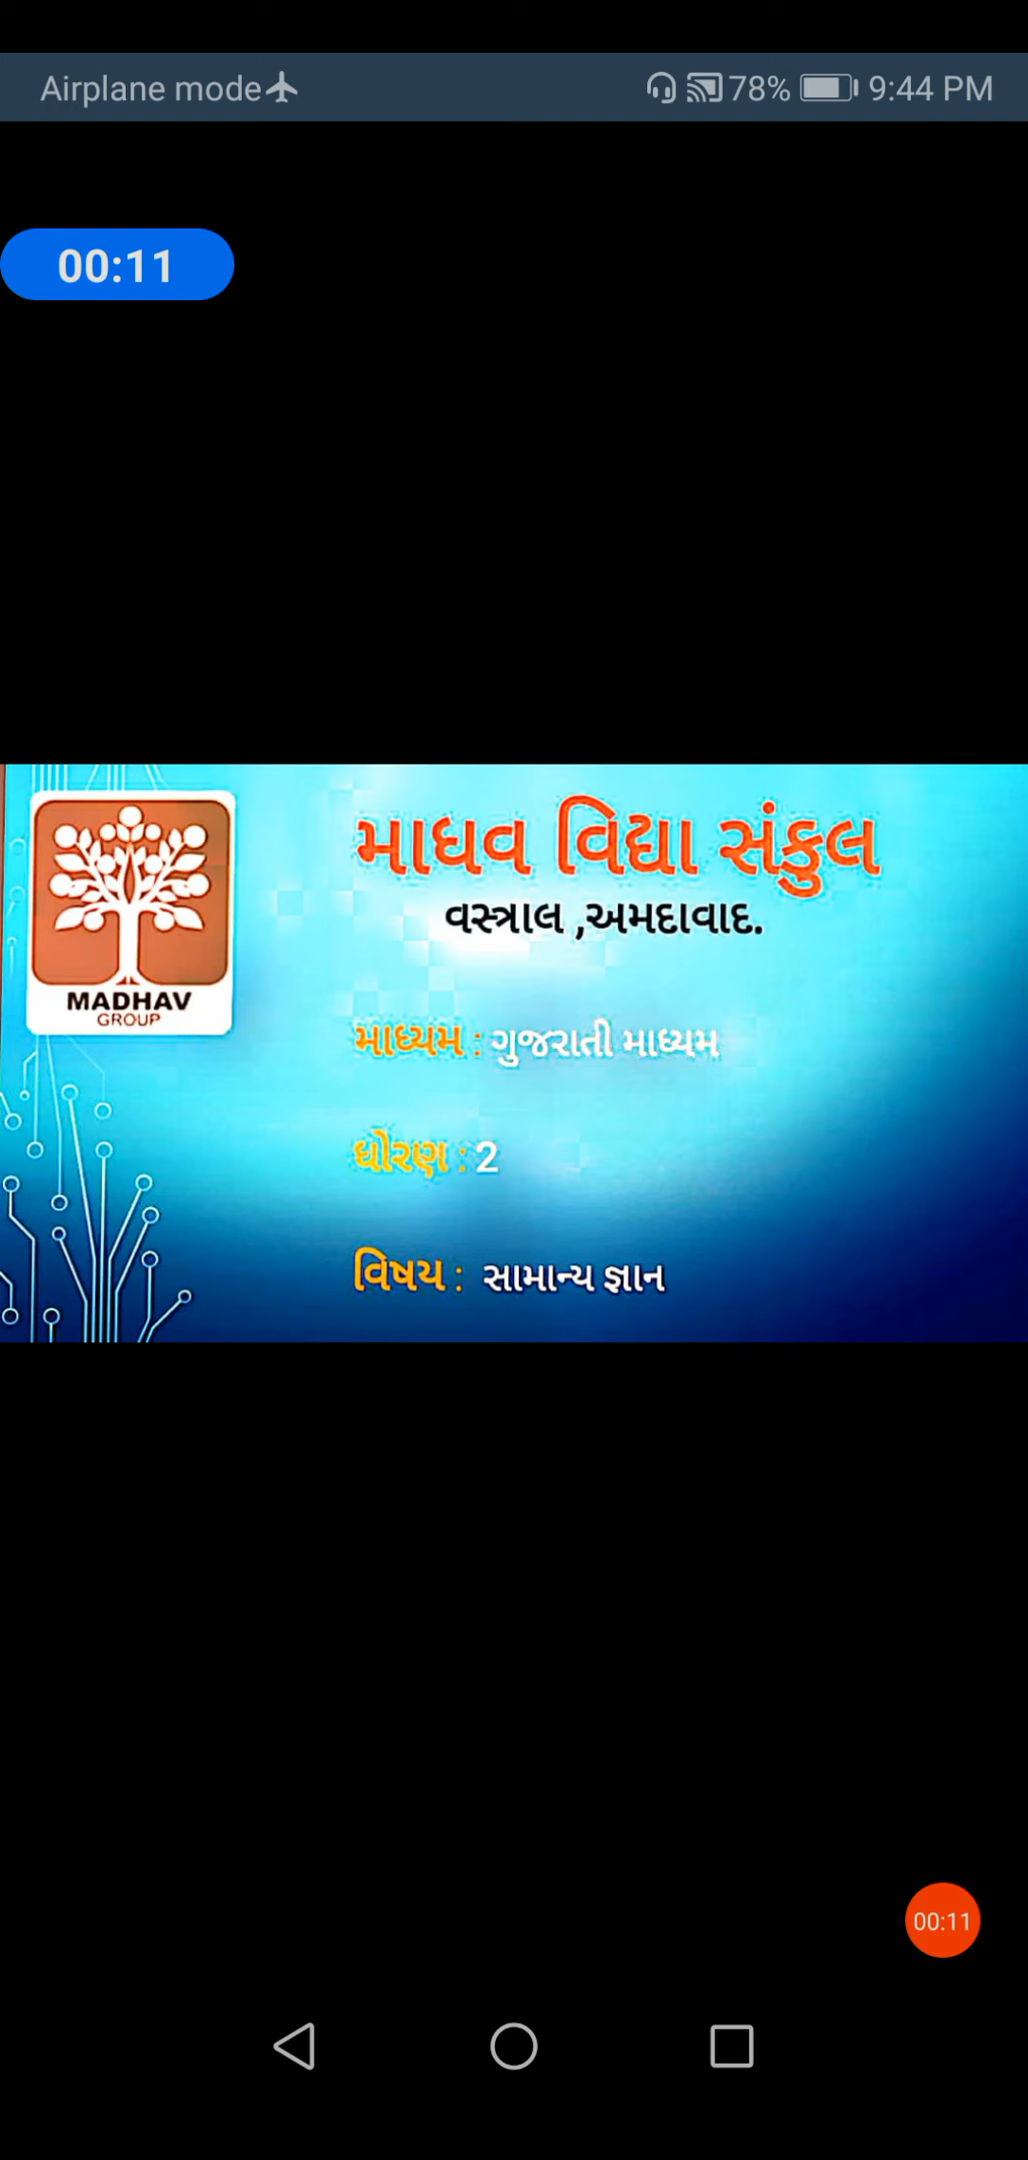 Airplane mode 78% 9:44 PM
00:11
માધવ વિદ્યા સંકુલ
વસ્ત્રાલ ,અમદાવાદ.
MADHAV
GROUP
માધ્યમ : ગુજરાતી માધ્યમ
ધોરણ : 2
વિષય : સામાન્ય જ્ઞાન
00:11